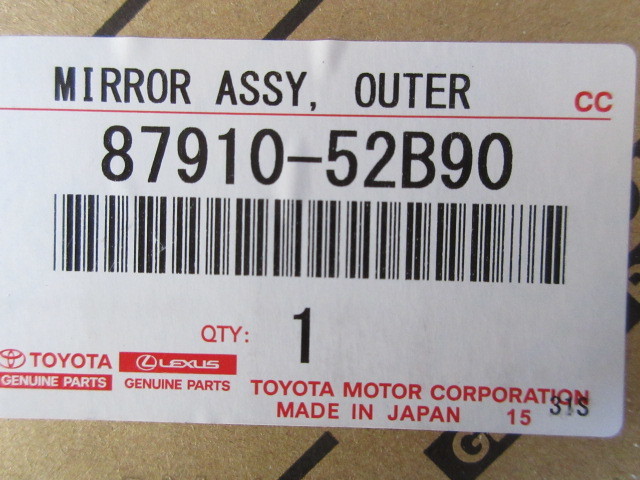 MIRROR ASSY, OUTER
CC
87910-52B90
QTY: 1
TOYOTA LEXUS
GENUINE PARTS GENUINE PARTS
TOYOTA MOTOR CORPORATION
MADE IN JAPAN 15 31S